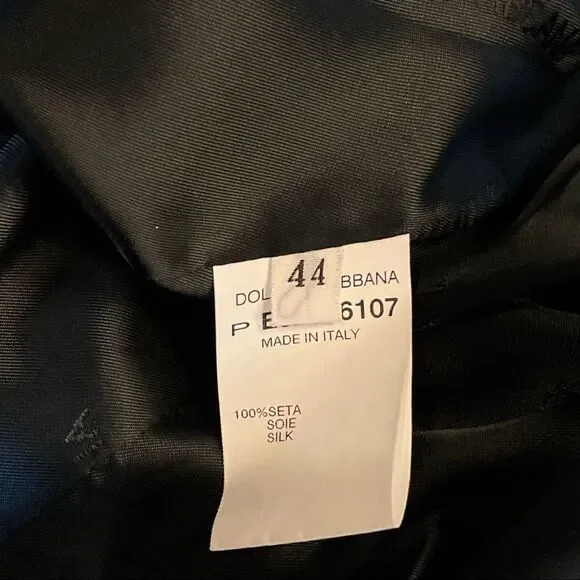 44
DOL BBANA
P E 6107
MADE IN ITALY
100%SETA
SOIE
SILK